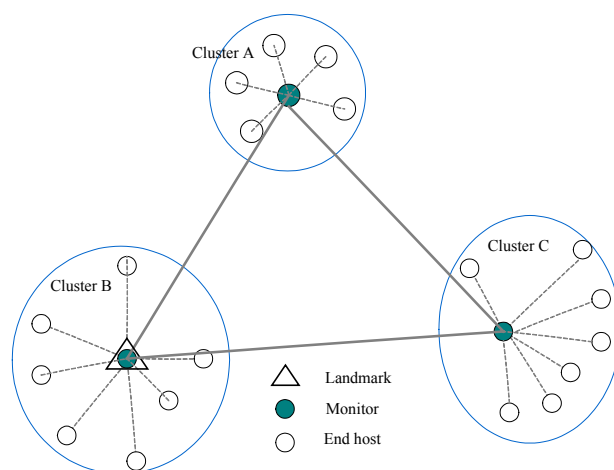 Cluster A
Cluster C
Cluster B
Landmark
Monitor
End host